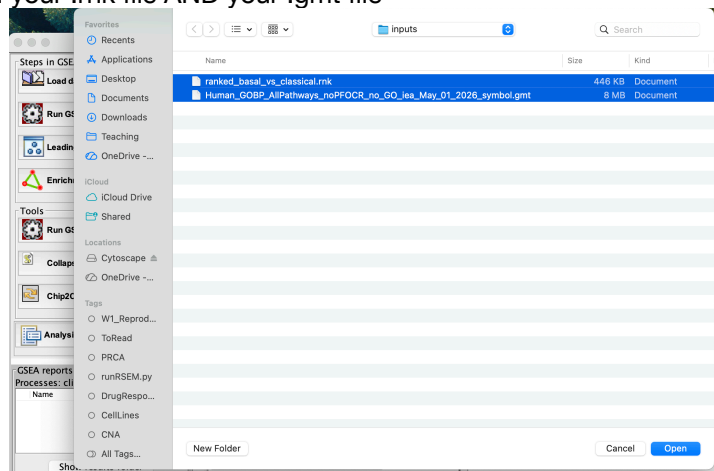 your .rnk file AND your .gmt file
Favorites
Recents
Applications
Desktop
Documents
Downloads
Teaching
OneDrive -...
iCloud
iCloud Drive
Shared
Locations
Cytoscape
OneDrive -...
Tags
W1_Reprod...
ToRead
PRCA
runRSEM.py
DrugRespo...
CellLines
CNA
All Tags...
inputs
Search
Name Size Kind
ranked_basal_vs_classical.rnk 446 KB Document
Human_GOBP_AllPathways_noPFOCR_no_GO_iea_May_01_2026_symbol.gmt 8 MB Document
New Folder Cancel Open
Steps in GSE
Load d
Run GS
Leadin
Enrich
Tools
Run GS
Collaps
Chip2C
Analysi
GSEA reports
Processes: cli
Name
Sho